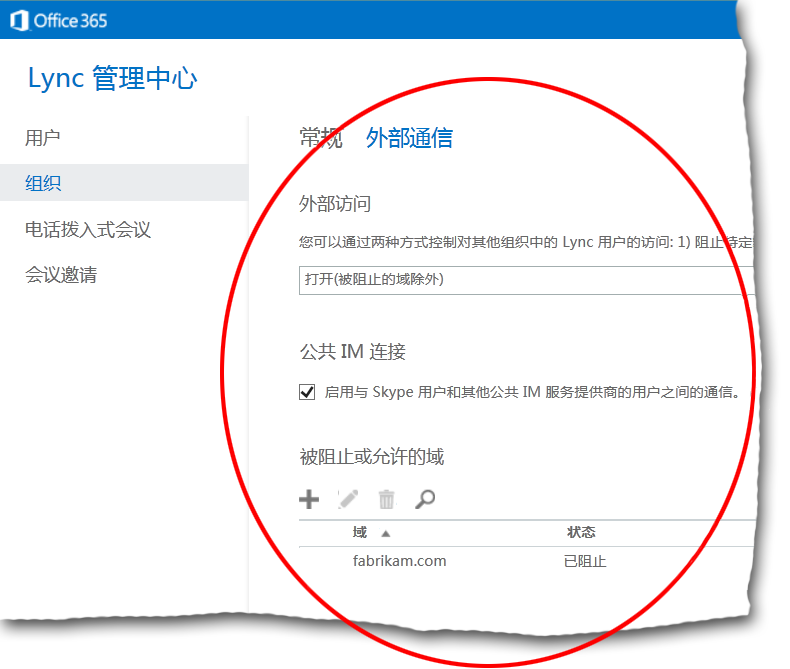 Office 365
Lync 管理中心
用户
组织
电话拨入式会议
会议邀请
常规 外部通信
外部访问
您可以通过两种方式控制对其他组织中的 Lync 用户的访问: 1) 阻止特定
打开(被阻止的域除外)
公共 IM 连接
启用与 Skype 用户和其他公共 IM 服务提供商的用户之间的通信。
被阻止或允许的域
域 状态
fabrikam.com 已阻止